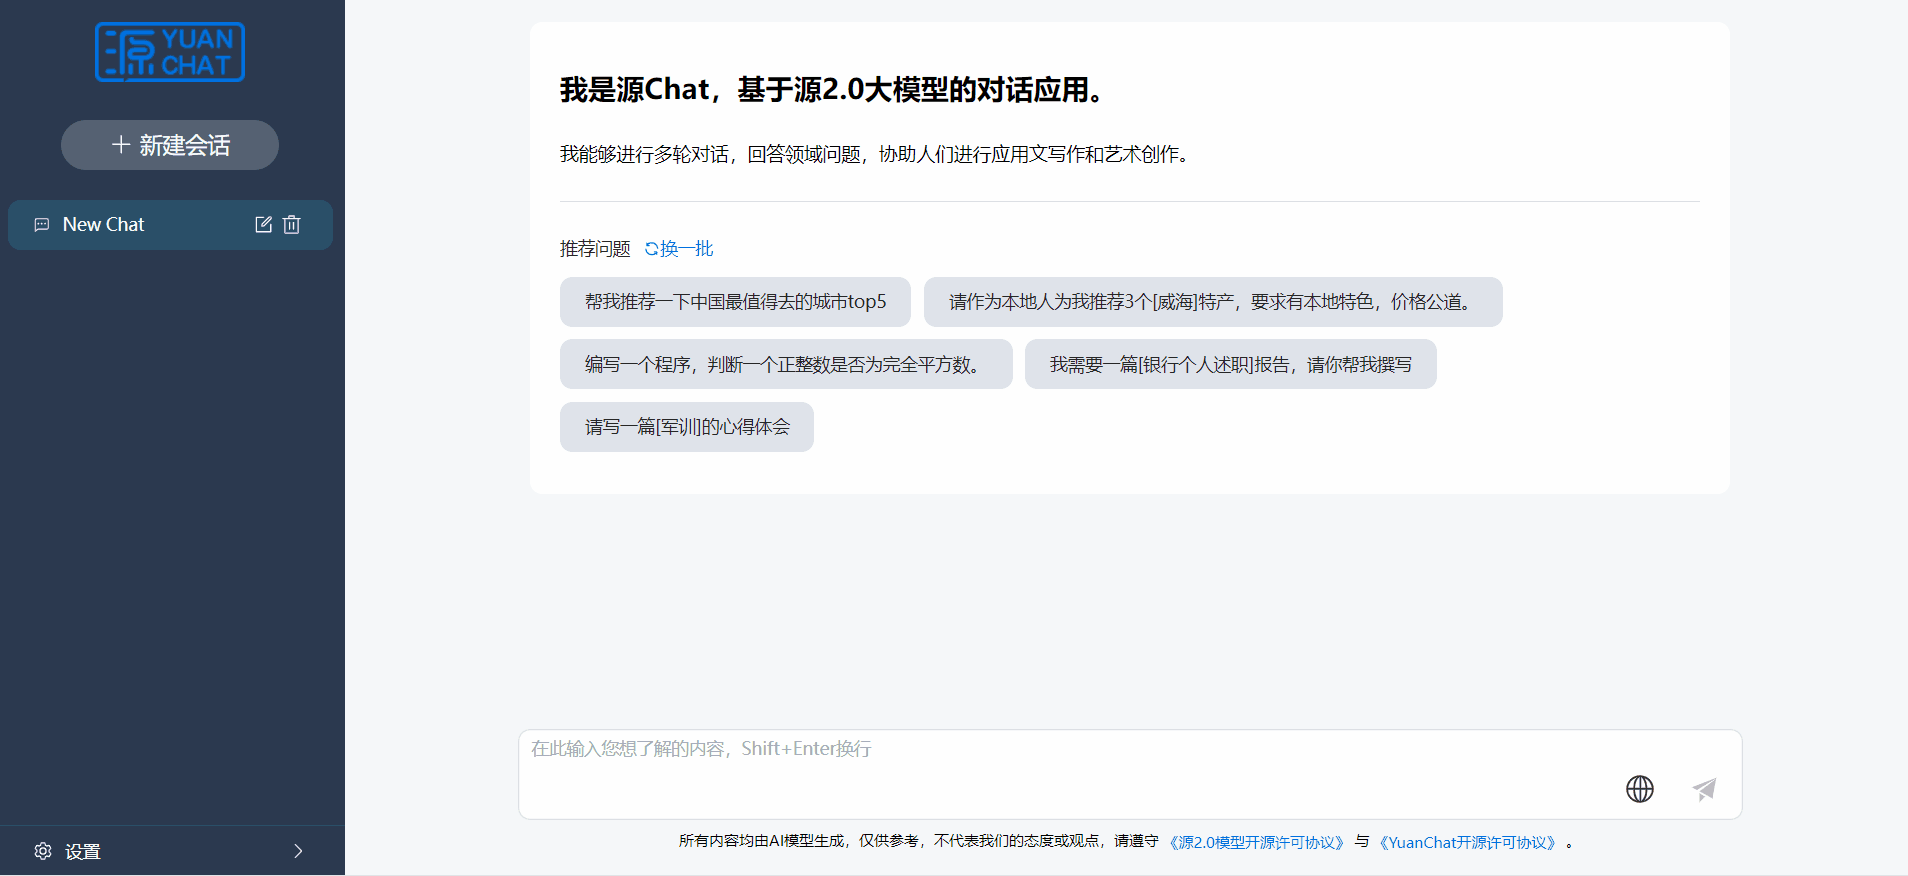 源 YUAN CHAT
新建会话
New Chat
设置
我是源Chat，基于源2.0大模型的对话应用。
我能够进行多轮对话，回答领域问题，协助人们进行应用文写作和艺术创作。
推荐问题 换一批
帮我推荐一下中国最值得去的城市top5
请作为本地人为我推荐3个[威海]特产，要求有本地特色，价格公道。
编写一个程序，判断一个正整数是否为完全平方数。
我需要一篇[银行个人述职]报告，请你帮我撰写
请写一篇[军训]的心得体会
在此输入您想了解的内容，Shift+Enter换行
所有内容均由AI模型生成，仅供参考，不代表我们的态度或观点，请遵守 《源2.0模型开源许可协议》 与 《YuanChat开源许可协议》 。